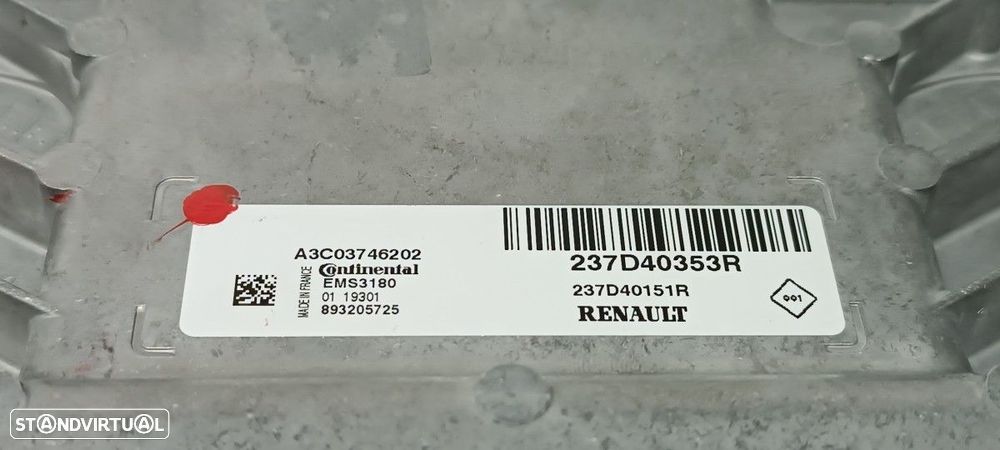 A3C03746202
Continental
EMS3180
01 19301
893205725
MADE IN FRANCE
237D40353R
237D40151R
RENAULT
001
STANDVIRTUAL